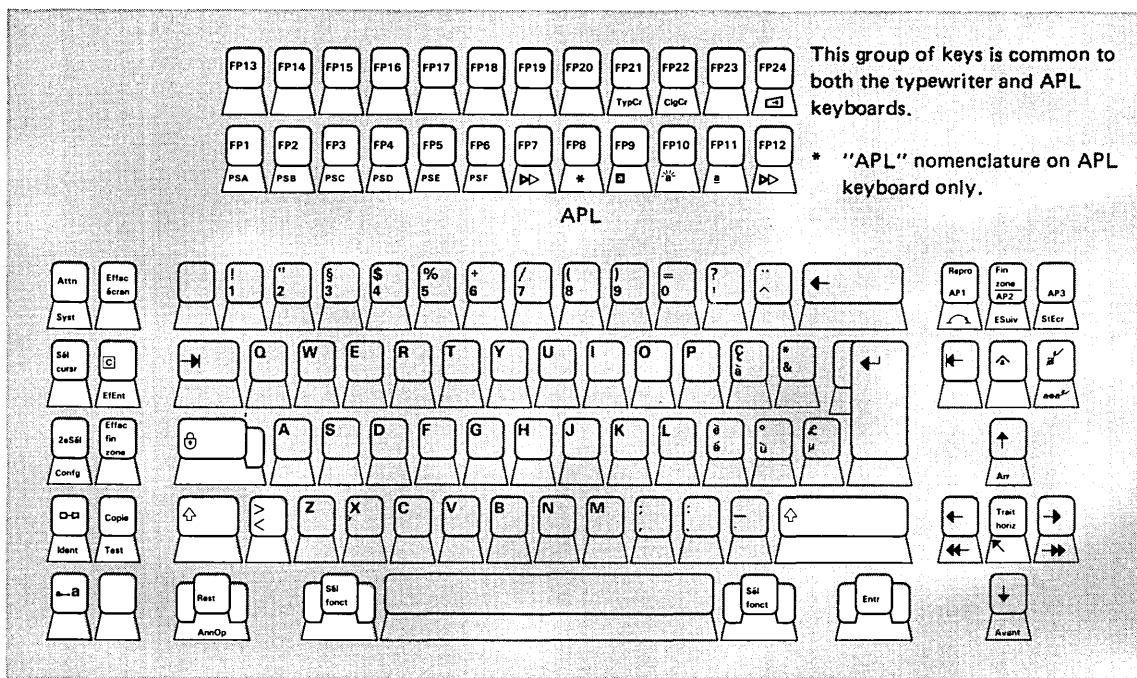 FP13 FP14 FP15 FP16 FP17 FP18 FP19 FP20 FP21 FP22 FP23 FP24
TypCr ClgCr
This group of keys is common to
both the typewriter and APL
keyboards.
FP1 FP2 FP3 FP4 FP5 FP6 FP7 FP8 FP9 FP10 FP11 FP12
PSA PSB PSC PSD PSE PSF * a a a
* "APL" nomenclature on APL
keyboard only.
APL
Attn Effac
écran
Syst
! " § $ % + / ( ) = ? ¨
1 2 3 4 5 6 7 8 9 0 ' ^ ←
Repro Fin
zone
AP1 AP2 AP3
ESuiv StEcr
Sél
cursr C
EfEnt
Q W E R T Y U I O P ç *
à &
a
aea
2eSél Effac
fin
zone
Confg
A S D F G H J K L è ° £
é ù µ
↑
Arr
Copie
Ident Test
> Z X C V B N M ; : –
< , .
← Trait
horiz →
a
Rest
AnnOp
Sél
fonct
Sél
fonct
Entr
↓
Avant